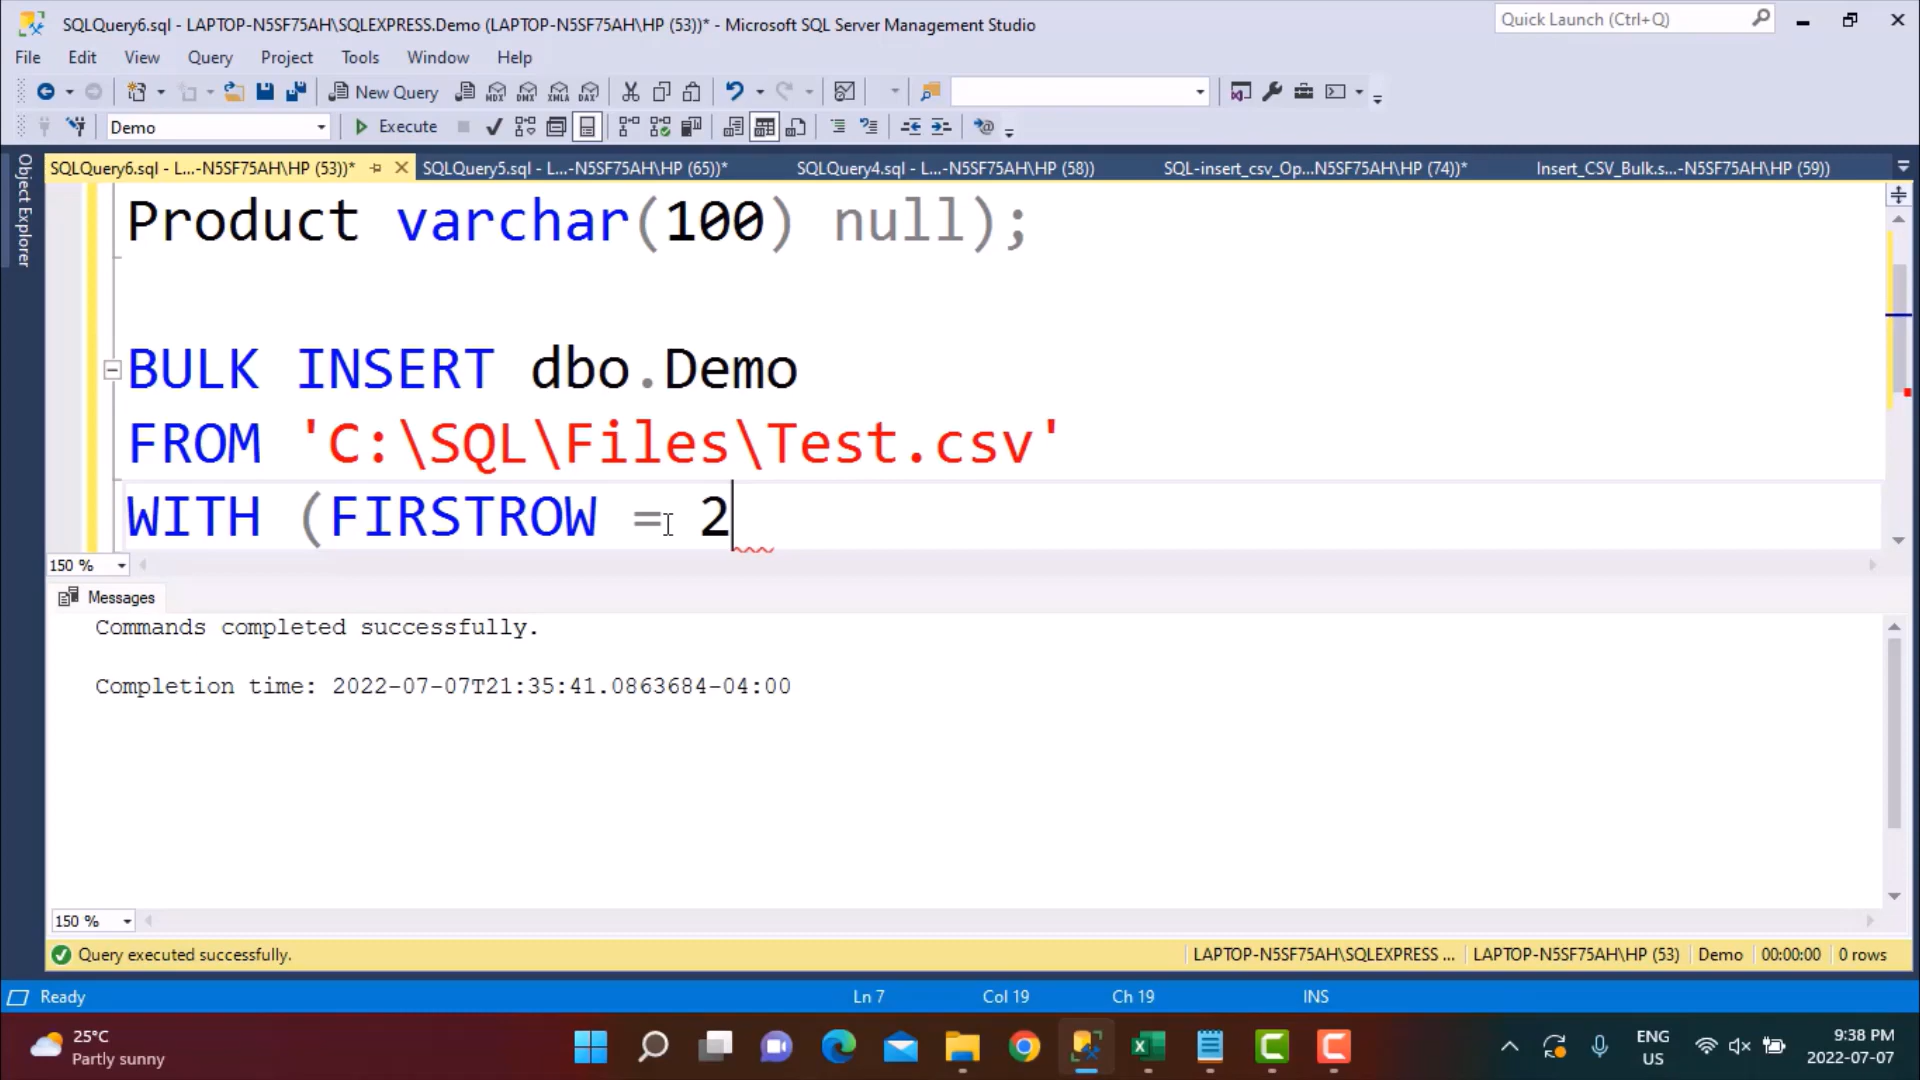 SQLQuery6.sql - LAPTOP-N5SF75AH\SQLEXPRESS.Demo (LAPTOP-N5SF75AH\HP (53))* - Microsoft SQL Server Management Studio
Quick Launch (Ctrl+Q)
File Edit View Query Project Tools Window Help
New Query
MDX DMX XMLA DAX
Demo
Execute
Object Explorer
SQLQuery6.sql - L...-N5SF75AH\HP (53))*
SQLQuery5.sql - L...-N5SF75AH\HP (65))*
SQLQuery4.sql - L...-N5SF75AH\HP (58))
SQL-insert_csv_Op...N5SF75AH\HP (74))*
Insert_CSV_Bulk.s...-N5SF75AH\HP (59))
Product varchar(100) null);
BULK INSERT dbo.Demo
FROM 'C:\SQL\Files\Test.csv'
WITH (FIRSTROW = 2
150 %
Messages
Commands completed successfully.
Completion time: 2022-07-07T21:35:41.0863684-04:00
150 %
Query executed successfully.
LAPTOP-N5SF75AH\SQLEXPRESS ...
LAPTOP-N5SF75AH\HP (53)
Demo
00:00:00
0 rows
Ready
Ln 7
Col 19
Ch 19
INS
25°C
Partly sunny
ENG
US
9:38 PM
2022-07-07